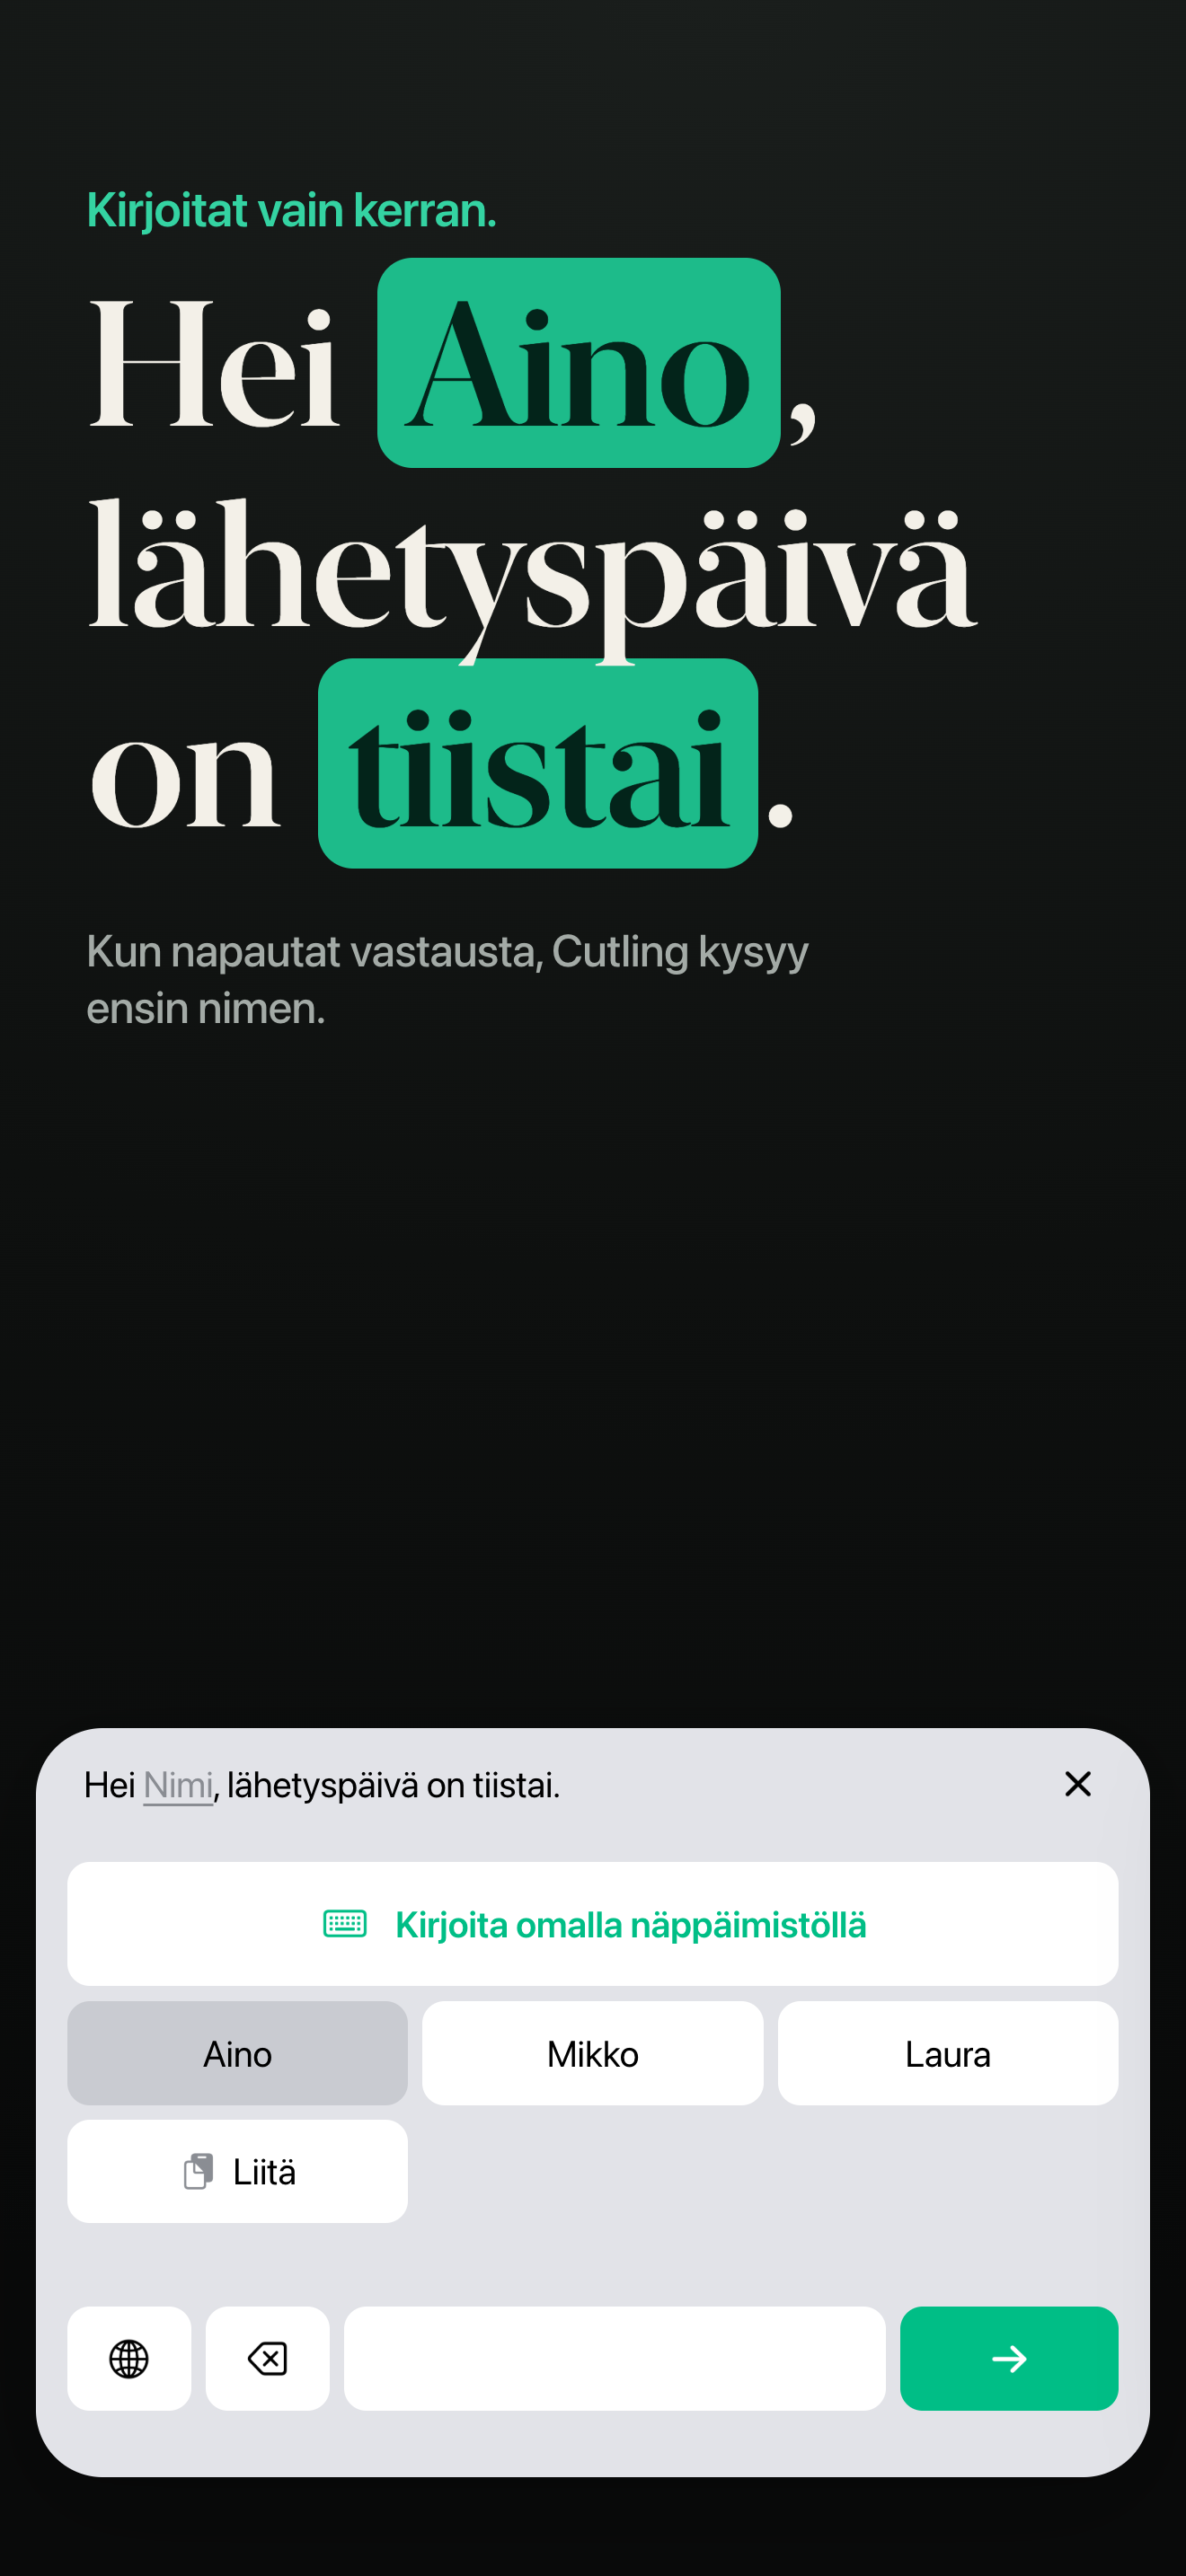 Kirjoitat vain kerran.
Hei Aino,
lähetyspäivä
on tiistai.
Kun napautat vastausta, Cutling kysyy
ensin nimen.
Hei Nimi, lähetyspäivä on tiistai.
Kirjoita omalla näppäimistöllä
Aino
Mikko
Laura
Liitä